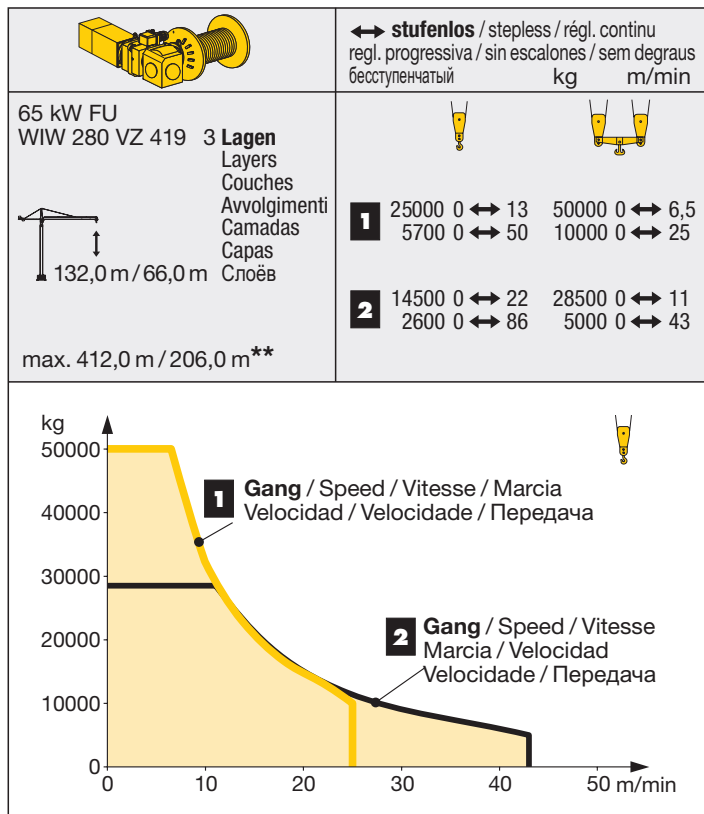 stufenlos / stepless / régl. continu
regl. progressiva / sin escalones / sem degraus
бесступенчатый kg m/min
65 kW FU
WIW 280 VZ 419 3 Lagen
Layers
Couches
Avvolgimenti
Camadas
Capas
132,0 m / 66,0 m Слоёв
max. 412,0 m / 206,0 m**
1 25000 0 ↔ 13 50000 0 ↔ 6,5
5700 0 ↔ 50 10000 0 ↔ 25
2 14500 0 ↔ 22 28500 0 ↔ 11
2600 0 ↔ 86 5000 0 ↔ 43
kg
50000
40000
30000
20000
10000
0
1 Gang / Speed / Vitesse / Marcia
Velocidad / Velocidade / Передача
2 Gang / Speed / Vitesse
Marcia / Velocidad
Velocidade / Передача
0 10 20 30 40 50 m/min